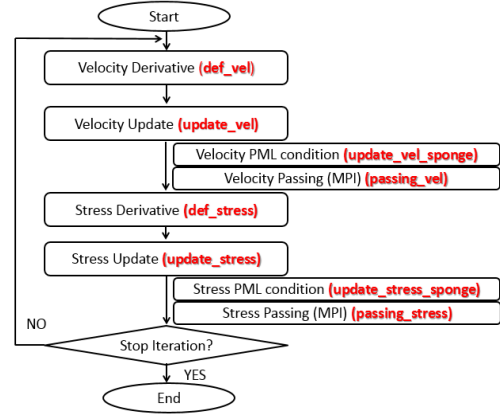 Start
Velocity Derivative (def_vel)
Velocity Update (update_vel)
Velocity PML condition (update_vel_sponge)
Velocity Passing (MPI) (passing_vel)
Stress Derivative (def_stress)
Stress Update (update_stress)
Stress PML condition (update_stress_sponge)
Stress Passing (MPI) (passing_stress)
NO
Stop Iteration?
YES
End